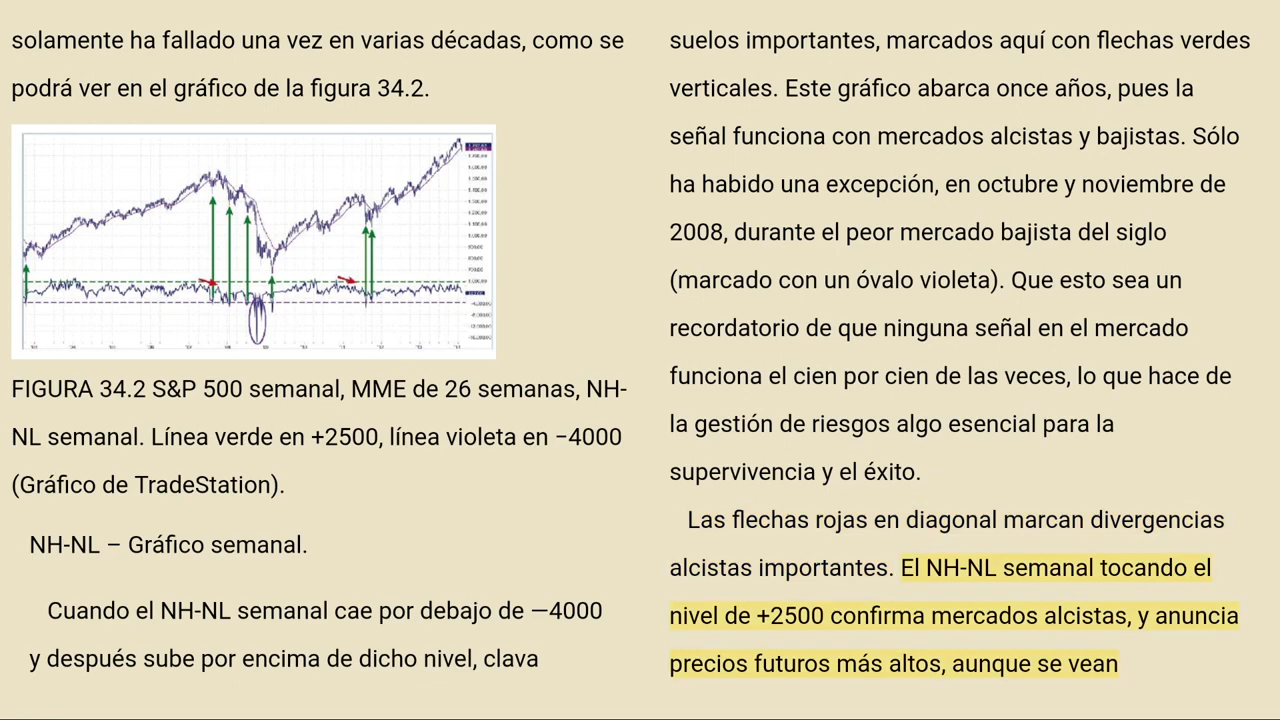 solamente ha fallado una vez en varias décadas, como se
podrá ver en el gráfico de la figura 34.2.
FIGURA 34.2 S&P 500 semanal, MME de 26 semanas, NH-
NL semanal. Línea verde en +2500, línea violeta en −4000
(Gráfico de TradeStation).
NH-NL – Gráfico semanal.
Cuando el NH-NL semanal cae por debajo de —4000
y después sube por encima de dicho nivel, clava
suelos importantes, marcados aquí con flechas verdes
verticales. Este gráfico abarca once años, pues la
señal funciona con mercados alcistas y bajistas. Sólo
ha habido una excepción, en octubre y noviembre de
2008, durante el peor mercado bajista del siglo
(marcado con un óvalo violeta). Que esto sea un
recordatorio de que ninguna señal en el mercado
funciona el cien por cien de las veces, lo que hace de
la gestión de riesgos algo esencial para la
supervivencia y el éxito.
Las flechas rojas en diagonal marcan divergencias
alcistas importantes. El NH-NL semanal tocando el
nivel de +2500 confirma mercados alcistas, y anuncia
precios futuros más altos, aunque se vean